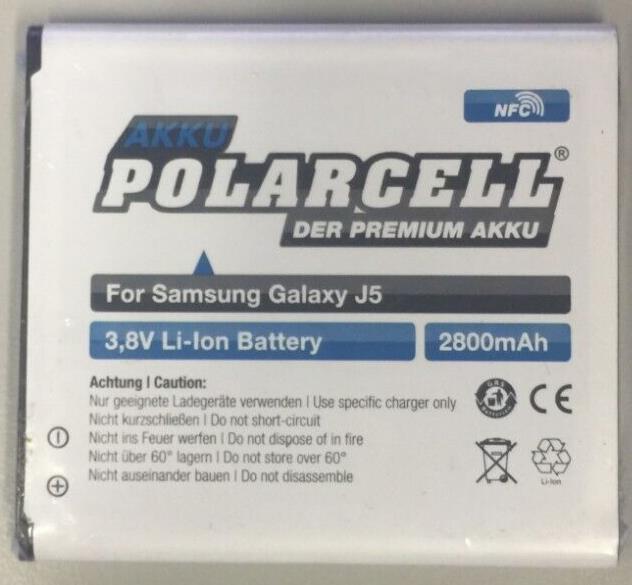 NFC
AKKU
POLARCELL®
DER PREMIUM AKKU
For Samsung Galaxy J5
3,8V Li-Ion Battery 2800mAh
Achtung | Caution:
Nur geeignete Ladegeräte verwenden | Use specific charger only
Nicht kurzschließen | Do not short-circuit
Nicht ins Feuer werfen | Do not dispose of in fire
Nicht über 60° lagern | Do not store over 60°
Nicht auseinander bauen | Do not disassemble
GRS
Batterien
CE
Li-Ion